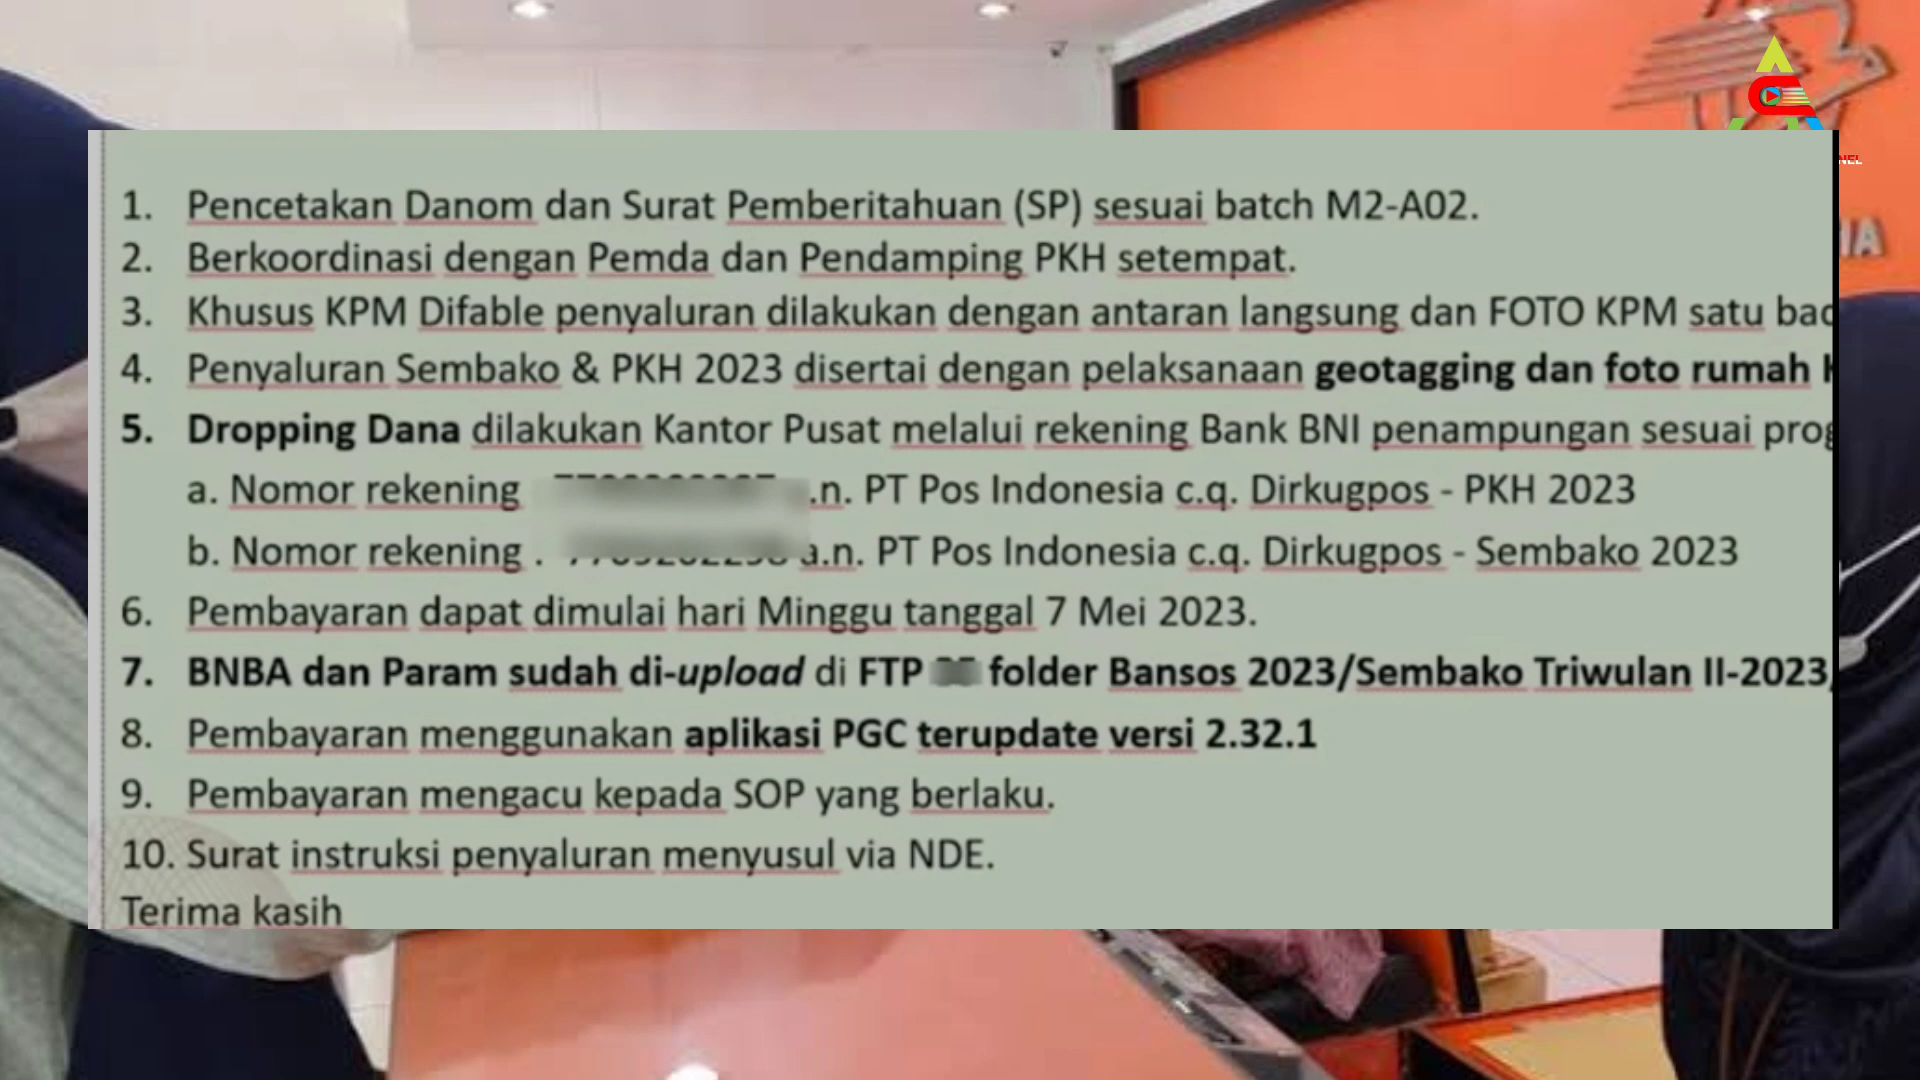 1. Pencetakan Danom dan Surat Pemberitahuan (SP) sesuai batch M2-A02.
2. Berkoordinasi dengan Pemda dan Pendamping PKH setempat.
3. Khusus KPM Difable penyaluran dilakukan dengan antaran langsung dan FOTO KPM satu bad
4. Penyaluran Sembako & PKH 2023 disertai dengan pelaksanaan geotagging dan foto rumah
5. Dropping Dana dilakukan Kantor Pusat melalui rekening Bank BNI penampungan sesuai prog
a. Nomor rekening .n. PT Pos Indonesia c.q. Dirkugpos - PKH 2023
b. Nomor rekening . a.n. PT Pos Indonesia c.q. Dirkugpos - Sembako 2023
6. Pembayaran dapat dimulai hari Minggu tanggal 7 Mei 2023.
7. BNBA dan Param sudah di-upload di FTP folder Bansos 2023/Sembako Triwulan II-2023
8. Pembayaran menggunakan aplikasi PGC terupdate versi 2.32.1
9. Pembayaran mengacu kepada SOP yang berlaku.
10. Surat instruksi penyaluran menyusul via NDE.
Terima kasih
NEL
IA